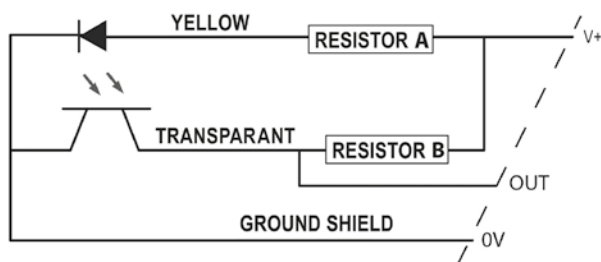 YELLOW
RESISTOR A
V+
TRANSPARANT
RESISTOR B
OUT
GROUND SHIELD
0V